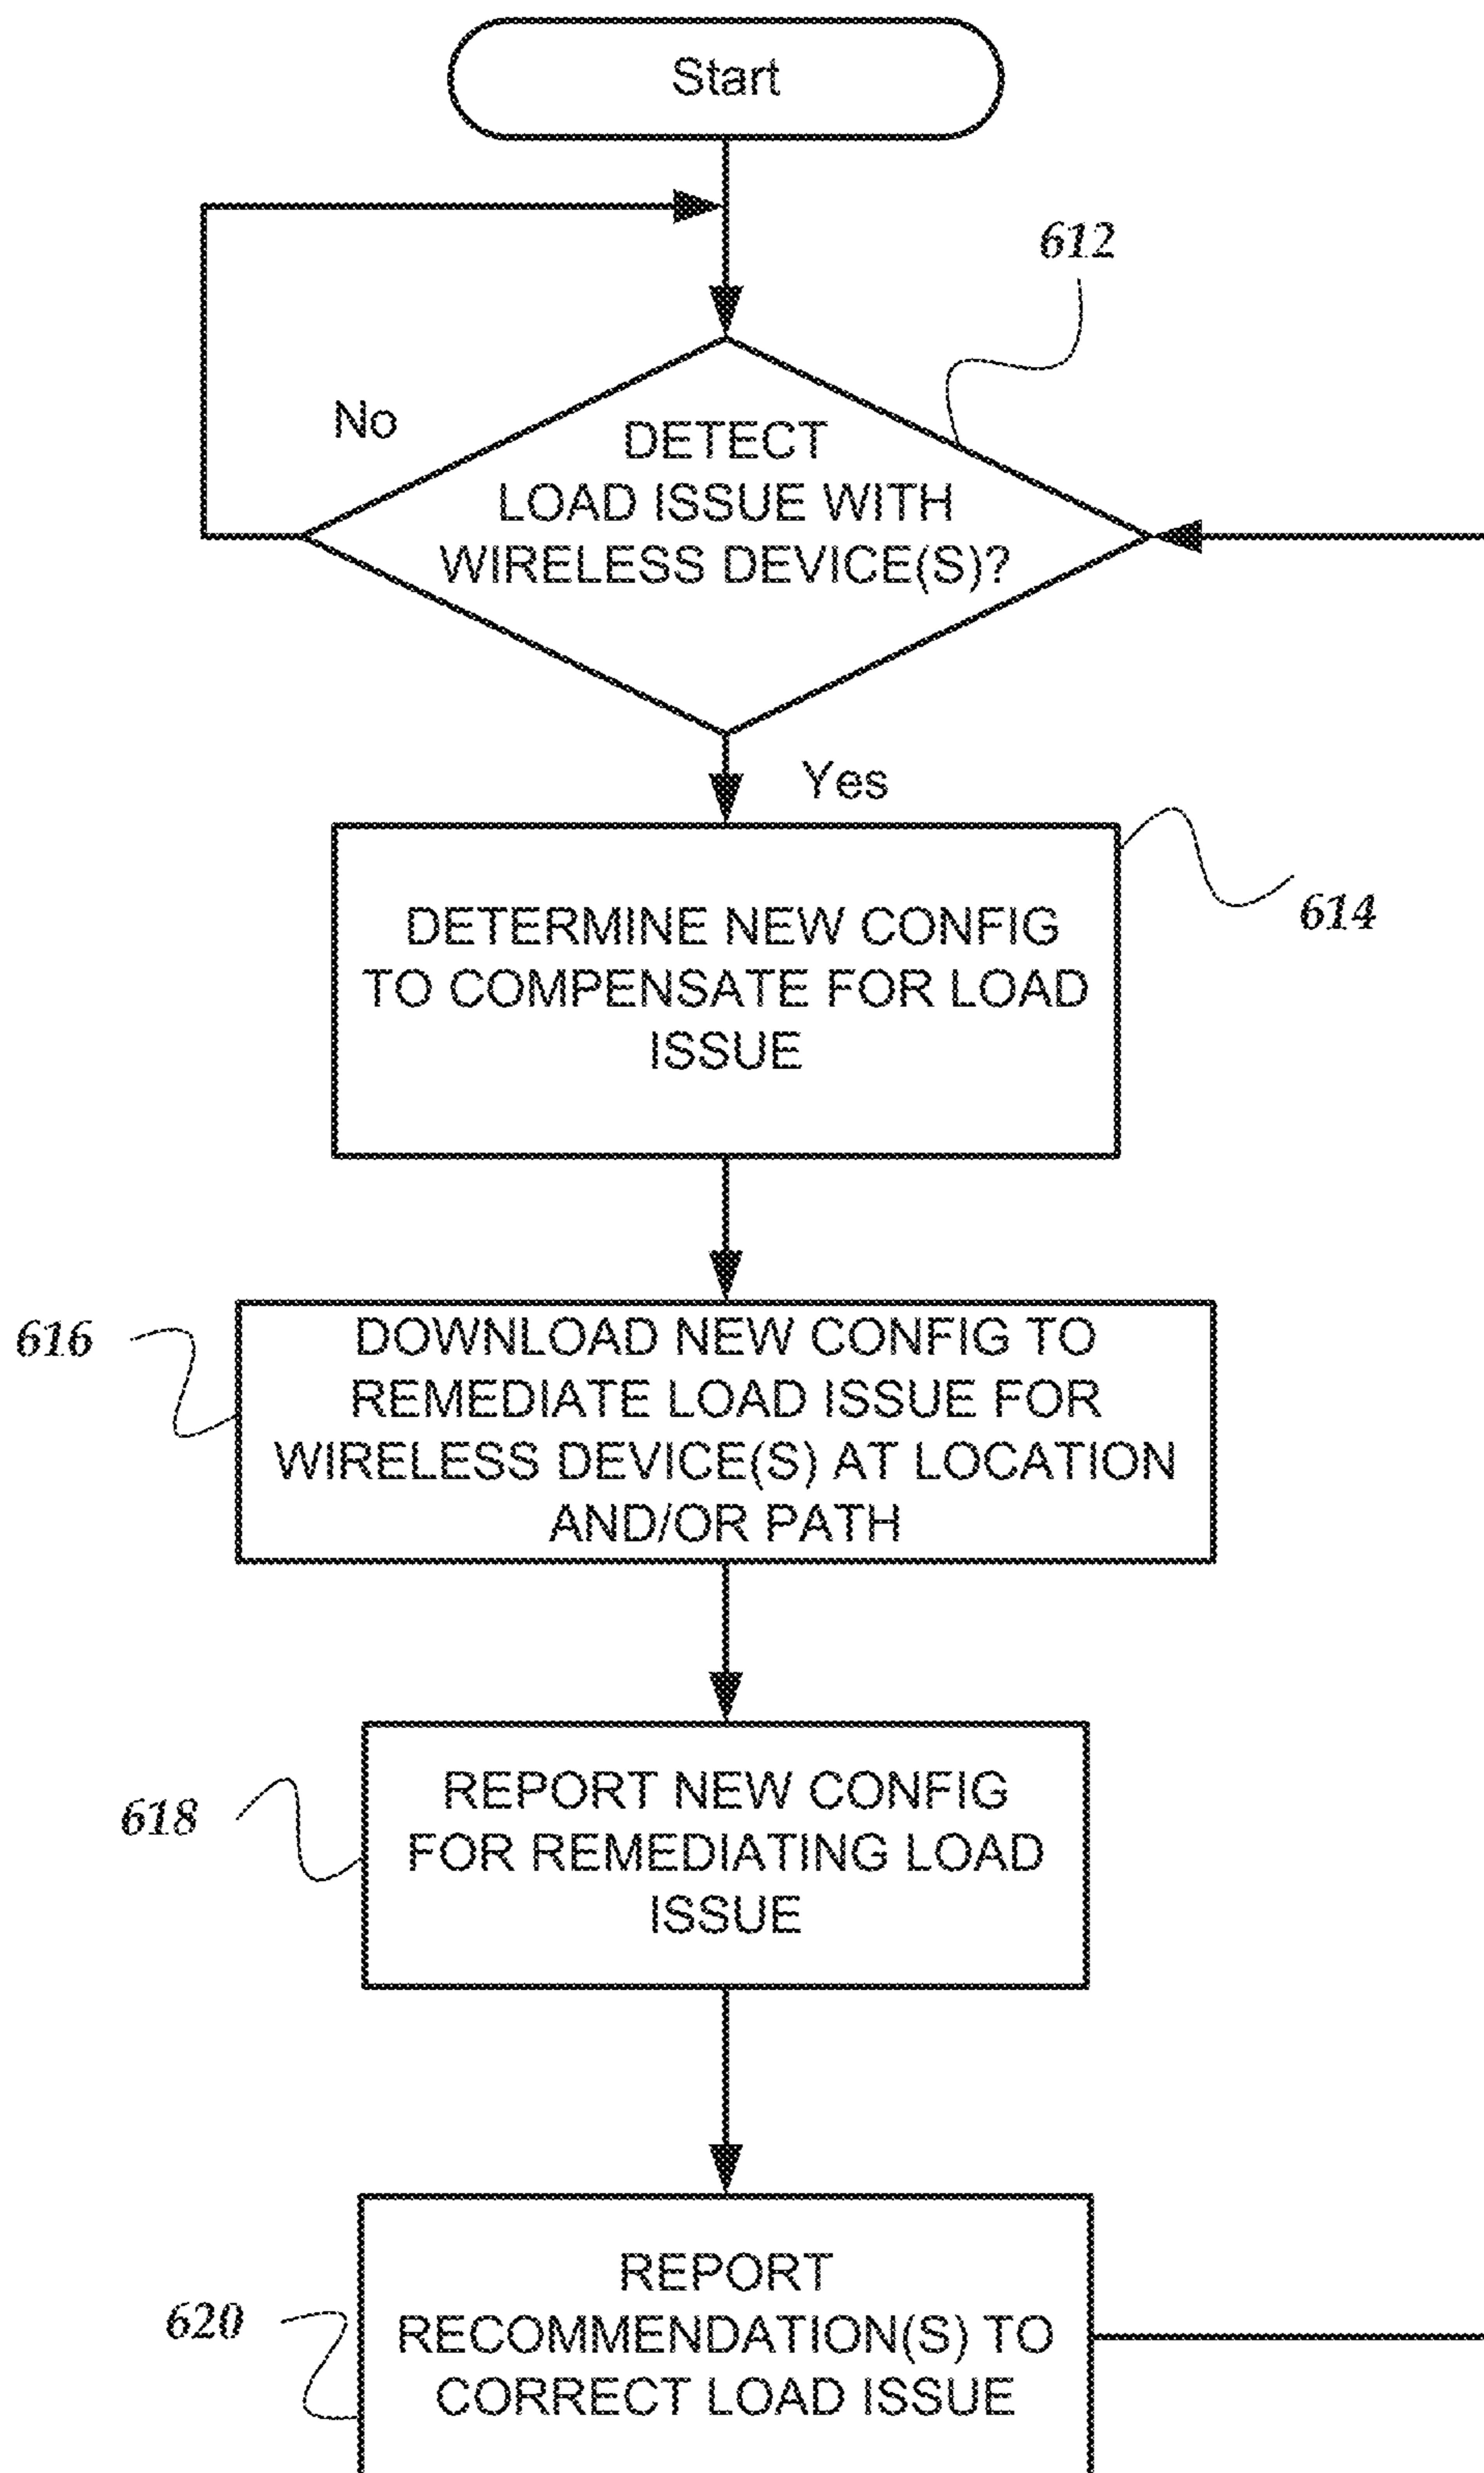 Start
612
No
DETECT
LOAD ISSUE WITH
WIRELESS DEVICE(S)?
Yes
614
DETERMINE NEW CONFIG
TO COMPENSATE FOR LOAD
ISSUE
616
DOWNLOAD NEW CONFIG TO
REMEDIATE LOAD ISSUE FOR
WIRELESS DEVICE(S) AT LOCATION
AND/OR PATH
618
REPORT NEW CONFIG
FOR REMEDIATING LOAD
ISSUE
620
REPORT
RECOMMENDATION(S) TO
CORRECT LOAD ISSUE